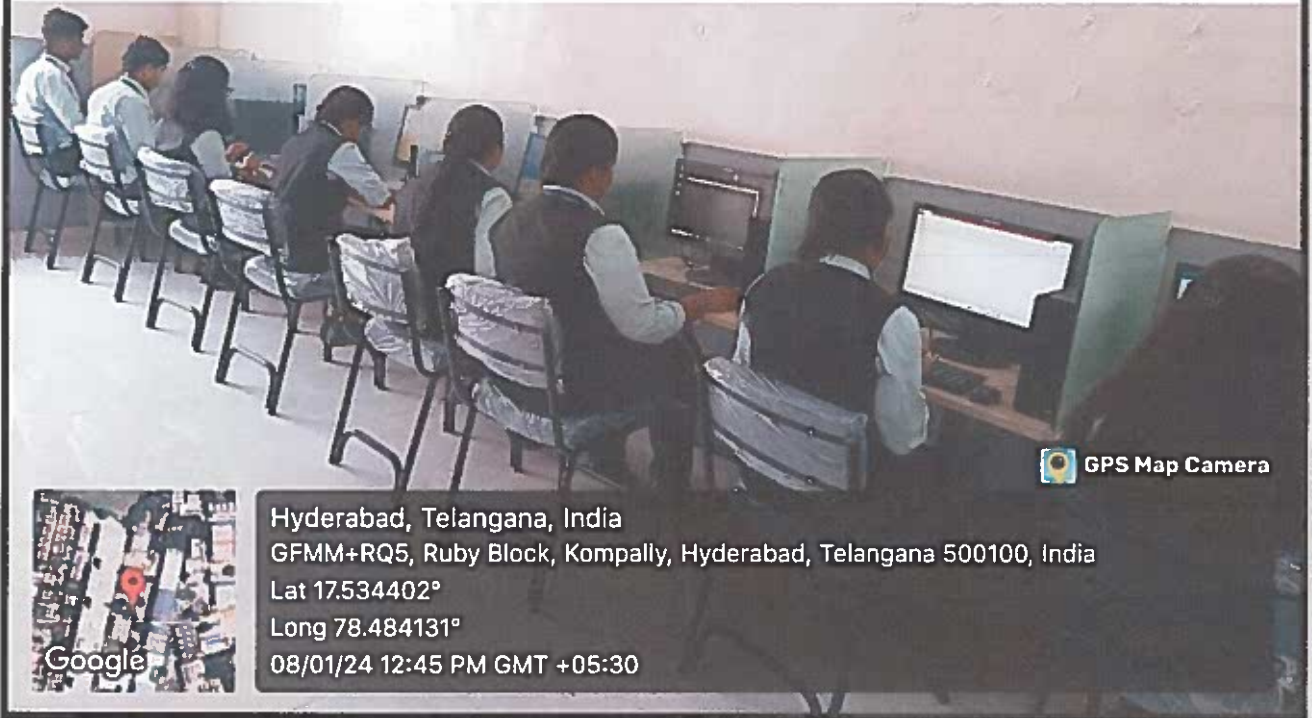 GPS Map Camera
Hyderabad, Telangana, India
GFMM+RQ5, Ruby Block, Kompally, Hyderabad, Telangana 500100, India
Lat 17.534402°
Long 78.484131°
08/01/24 12:45 PM GMT +05:30
Google